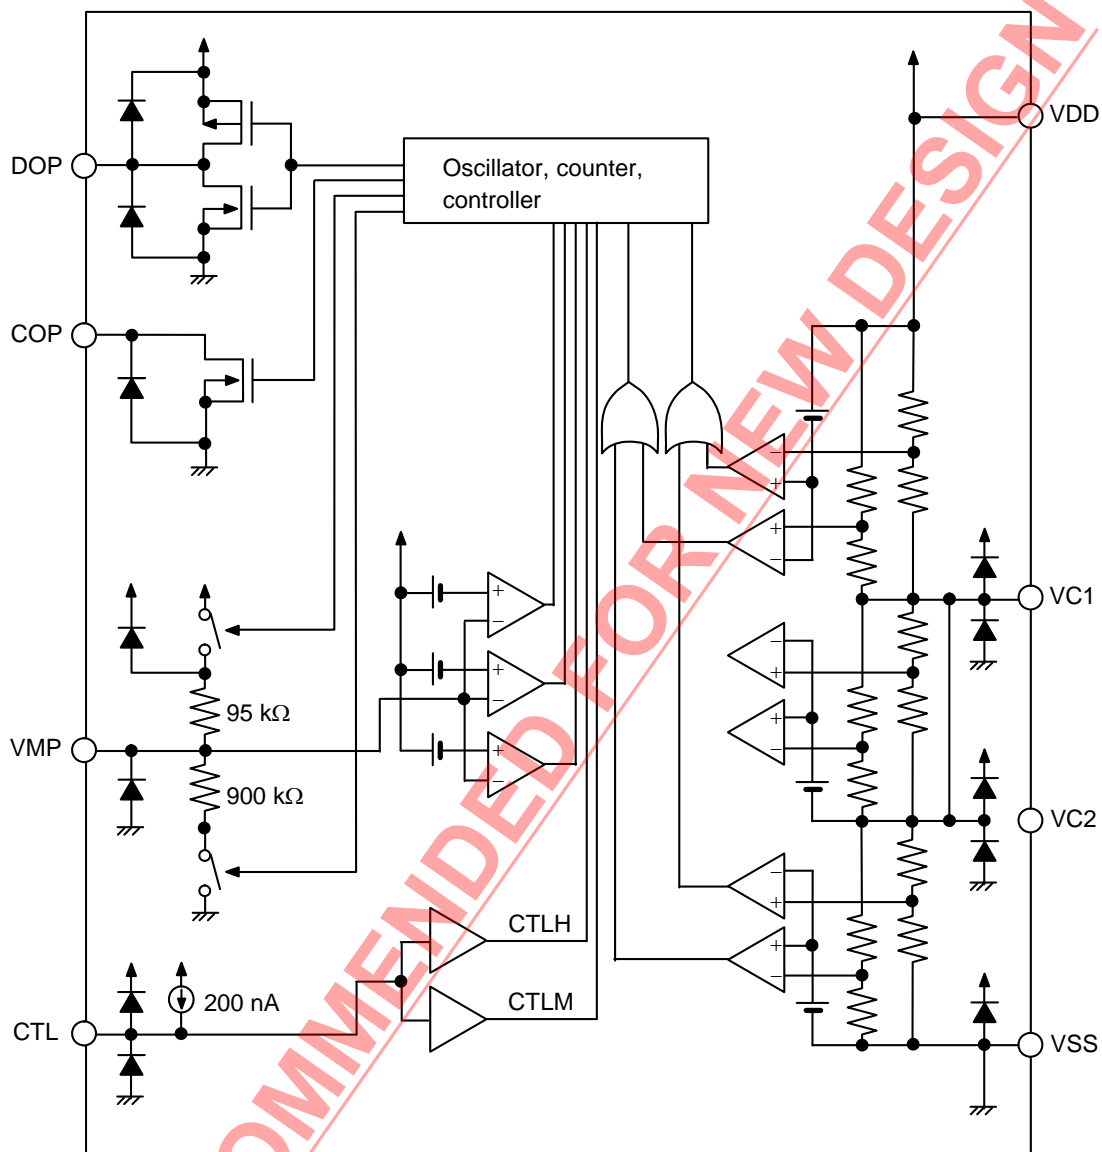 VDD
DOP
Oscillator, counter,
controller
COP
VC1
95 kΩ
VMP
900 kΩ
VC2
CTLH
200 nA
CTLM
CTL
VSS
OMMENDED FOR NEW DESIGN